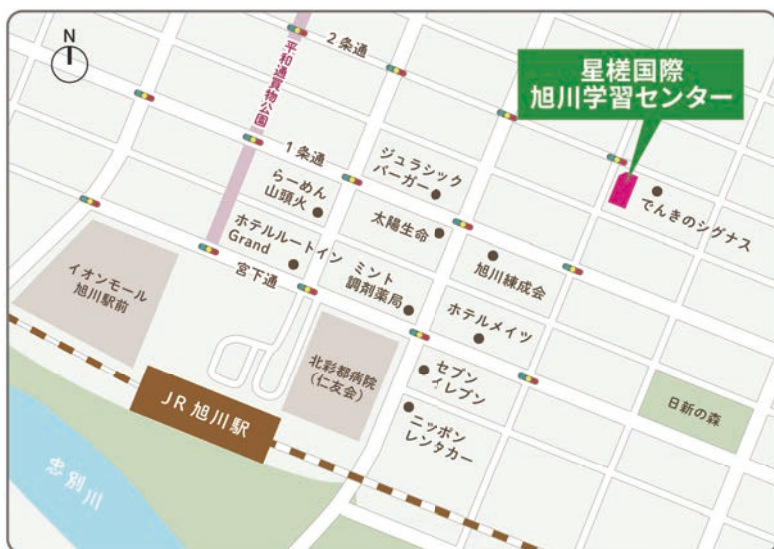 N
2条通
平和通買物公園
星槎国際
旭川学習センター
1条通
ジュラシック
バーガー
らーめん
山頭火
でんきのシグナス
太陽生命
ホテルルートイン
Grand
ミント
調剤薬局
旭川練成会
宮下通
イオンモール
旭川駅前
ホテルメイツ
北彩都病院
(仁友会)
セブン
イレブン
日新の森
JR旭川駅
ニッポン
レンタカー
忠別川